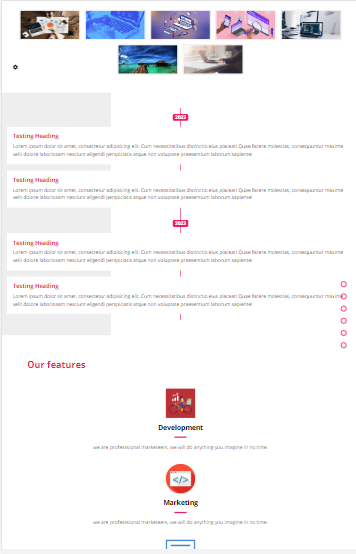 2022
Testing Heading
Lorem ipsum dolor sit amet, consectetur adipisicing elit. Cum necessitatibus distinctio eius placeat! Quae facere molestias, consequuntur maxime
velit dolore laboriosam nesciunt eligendi perspiciatis atque non voluptate praesentium laborum sapiente!
Testing Heading
Lorem ipsum dolor sit amet, consectetur adipisicing elit. Cum necessitatibus distinctio eius placeat! Quae facere molestias, consequuntur maxime
velit dolore laboriosam nesciunt eligendi perspiciatis atque non voluptate praesentium laborum sapiente!
2022
Testing Heading
Lorem ipsum dolor sit amet, consectetur adipisicing elit. Cum necessitatibus distinctio eius placeat! Quae facere molestias, consequuntur maxime
velit dolore laboriosam nesciunt eligendi perspiciatis atque non voluptate praesentium laborum sapiente!
Testing Heading
Lorem ipsum dolor sit amet, consectetur adipisicing elit. Cum necessitatibus distinctio eius placeat! Quae facere molestias, consequuntur maxime
velit dolore laboriosam nesciunt eligendi perspiciatis atque non voluptate praesentium laborum sapiente!
Our features
Development
we are professional marketeers, we will do anything you imagine in no time.
Marketing
we are professional marketeers, we will do anything you imagine in no time.